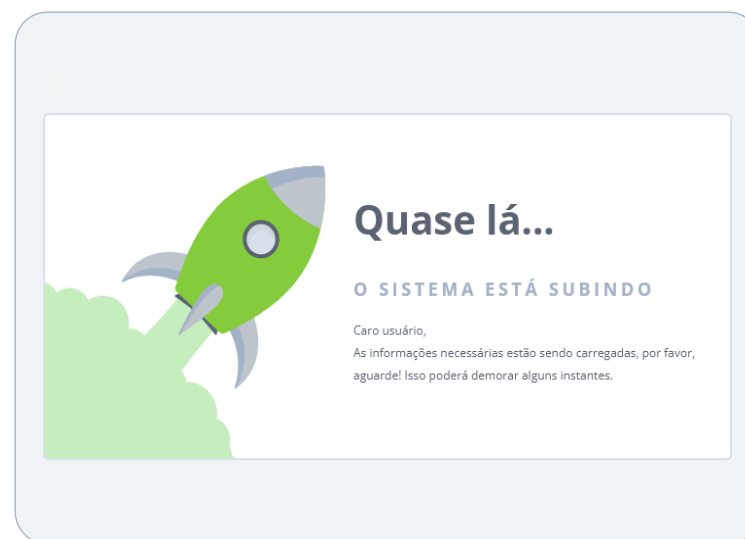 Quase lá...
O SISTEMA ESTÁ SUBINDO
Caro usuário,
As informações necessárias estão sendo carregadas, por favor,
aguarde! Isso poderá demorar alguns instantes.